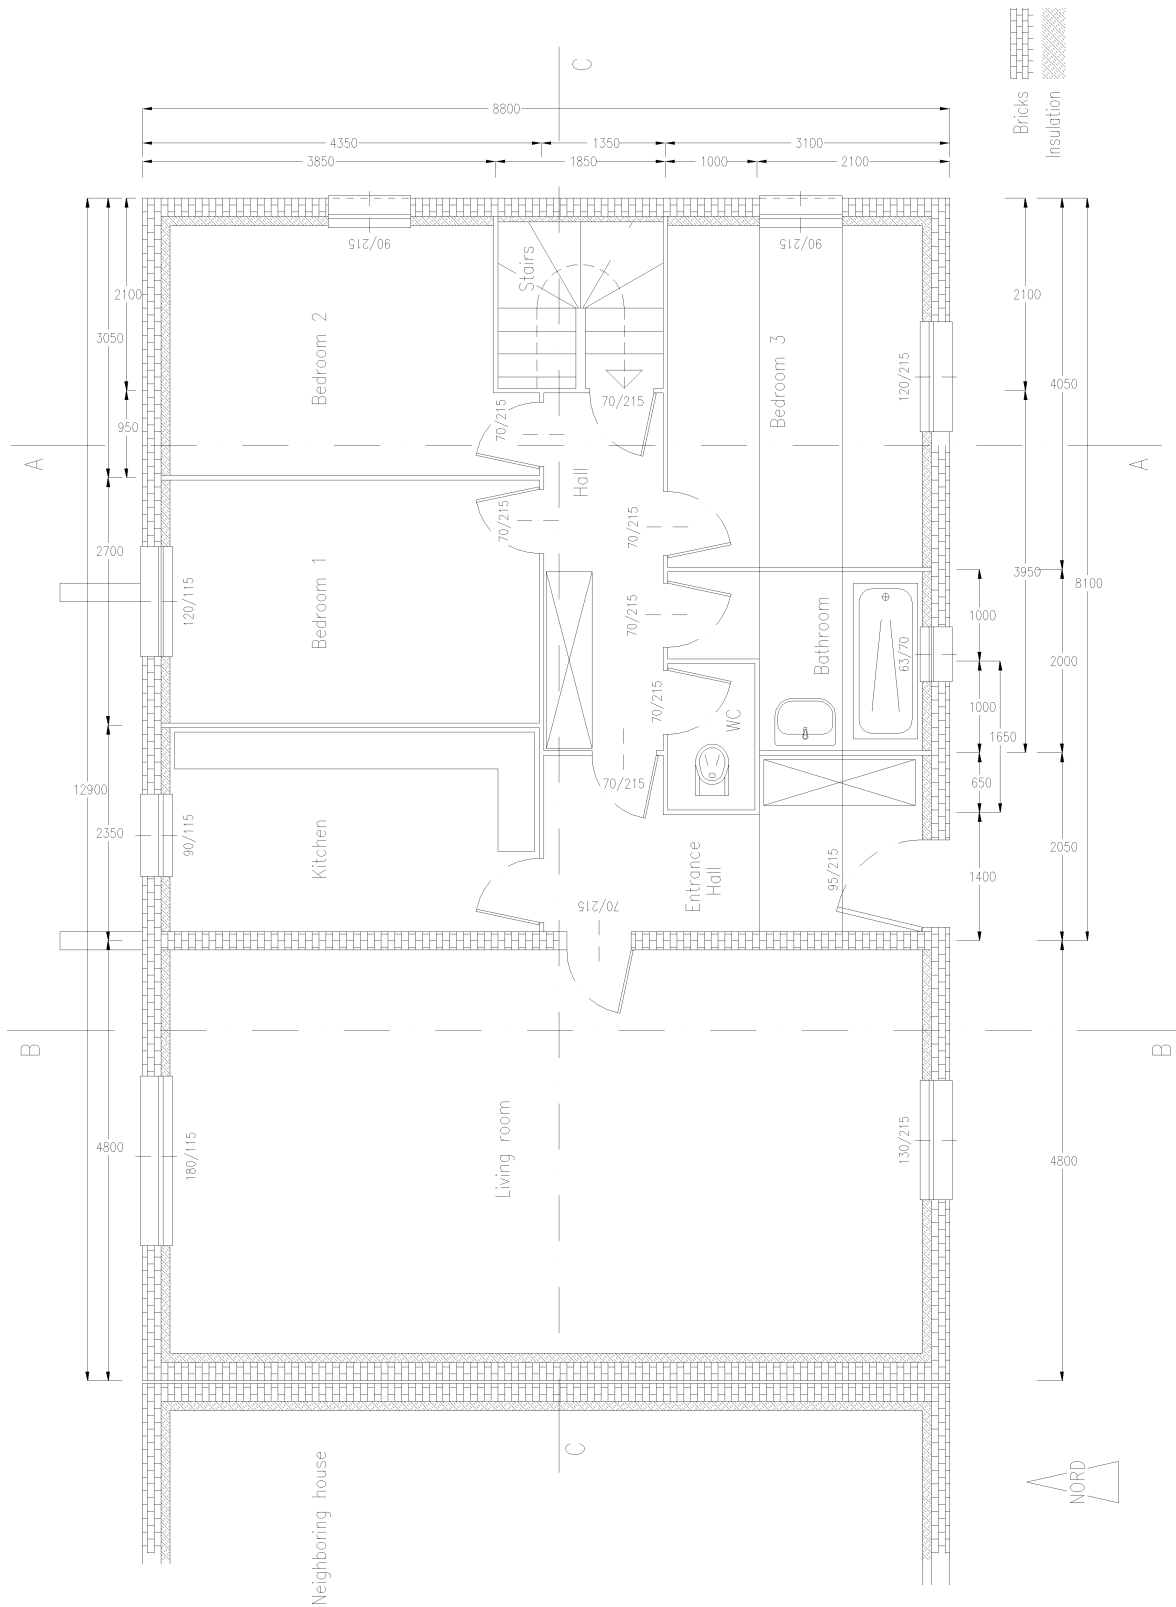 C
Bricks
Insulation
8800
4350
1350
3100
3850
1850
1000
2100
90/215
90/215
Stairs
2100
3050
950
Bedroom 2
Bedroom 3
120/215
2100
4050
70/215
70/215
A
A
Hall
70/215
70/215
2700
Bedroom 1
120/115
3950
8100
70/215
Bathroom
63/70
1000
2000
1000
1650
70/215
WC
70/215
12900
2350
90/115
Kitchen
Entrance
Hall
95/215
650
2050
1400
70/215
B
B
4800
180/115
Living room
130/215
4800
C
Neighboring house
NORD